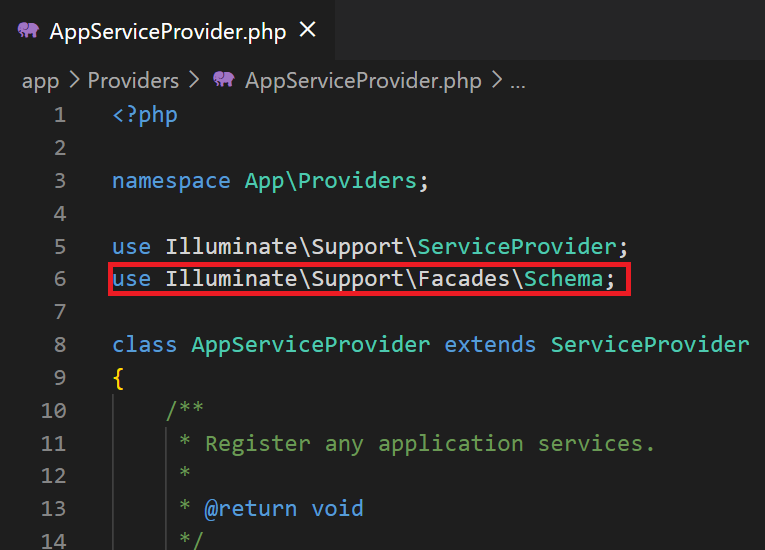 AppServiceProvider.php ×
app > Providers > AppServiceProvider.php > ...
1 <?php
2
3 namespace App\Providers;
4
5 use Illuminate\Support\ServiceProvider;
6 use Illuminate\Support\Facades\Schema;
7
8 class AppServiceProvider extends ServiceProvider
9 {
10 /**
11 * Register any application services.
12 *
13 * @return void
14 */